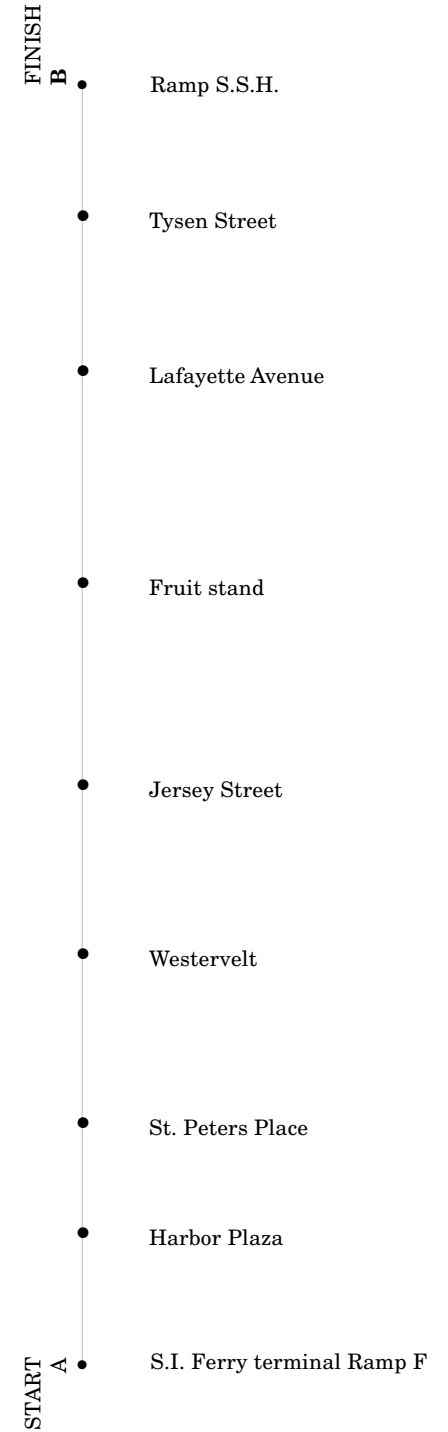 FINISH
B
Ramp S.S.H.
Tysen Street
Lafayette Avenue
Fruit stand
Jersey Street
Westervelt
St. Peters Place
Harbor Plaza
START
A
S.I. Ferry terminal Ramp F